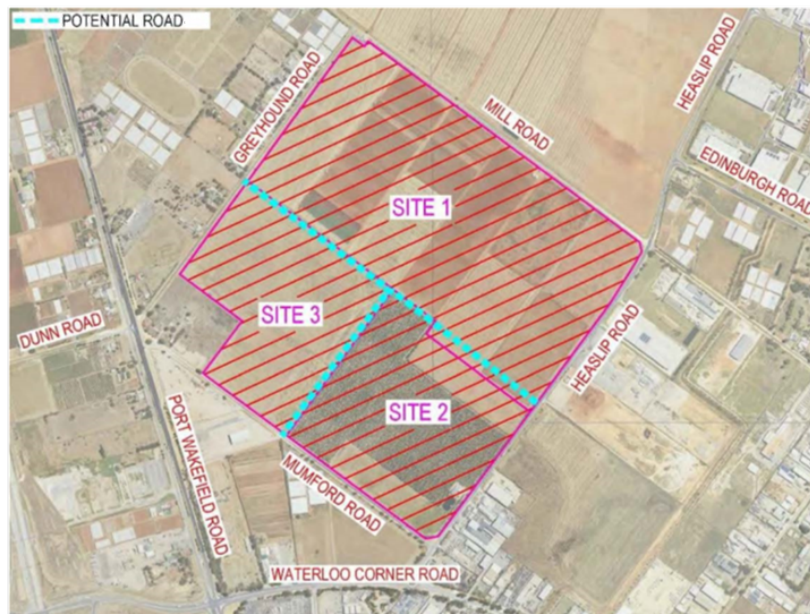 POTENTIAL ROAD
GREYHOUND ROAD
MILL ROAD
HEASLIP ROAD
EDINBURGH ROAD
SITE 1
SITE 3
DUNN ROAD
HEASLIP ROAD
SITE 2
PORT WAKEFIELD ROAD
MUMFORD ROAD
WATERLOO CORNER ROAD